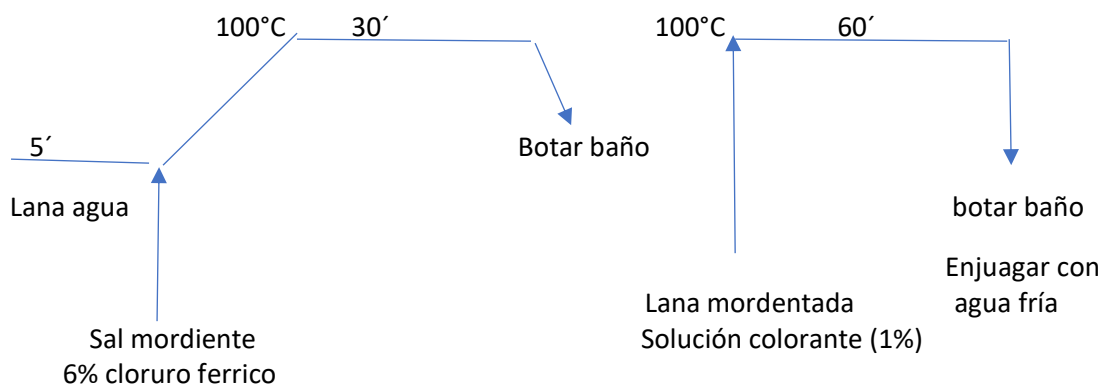 100°C
30´
5´
Lana agua
Botar baño
Sal mordiente
6% cloruro ferrico
100°C
60´
botar baño
Enjuagar con
agua fría
Lana mordentada
Solución colorante (1%)